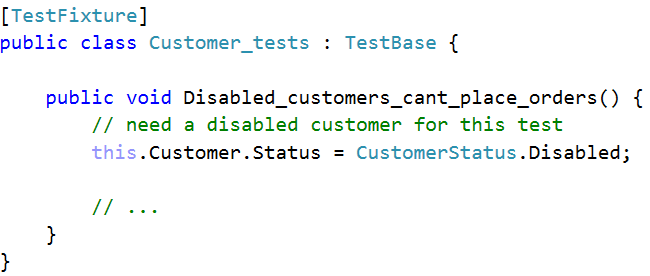 [TestFixture]
public class Customer_tests : TestBase {
public void Disabled_customers_cant_place_orders() {
// need a disabled customer for this test
this.Customer.Status = CustomerStatus.Disabled;
// ...
}
}